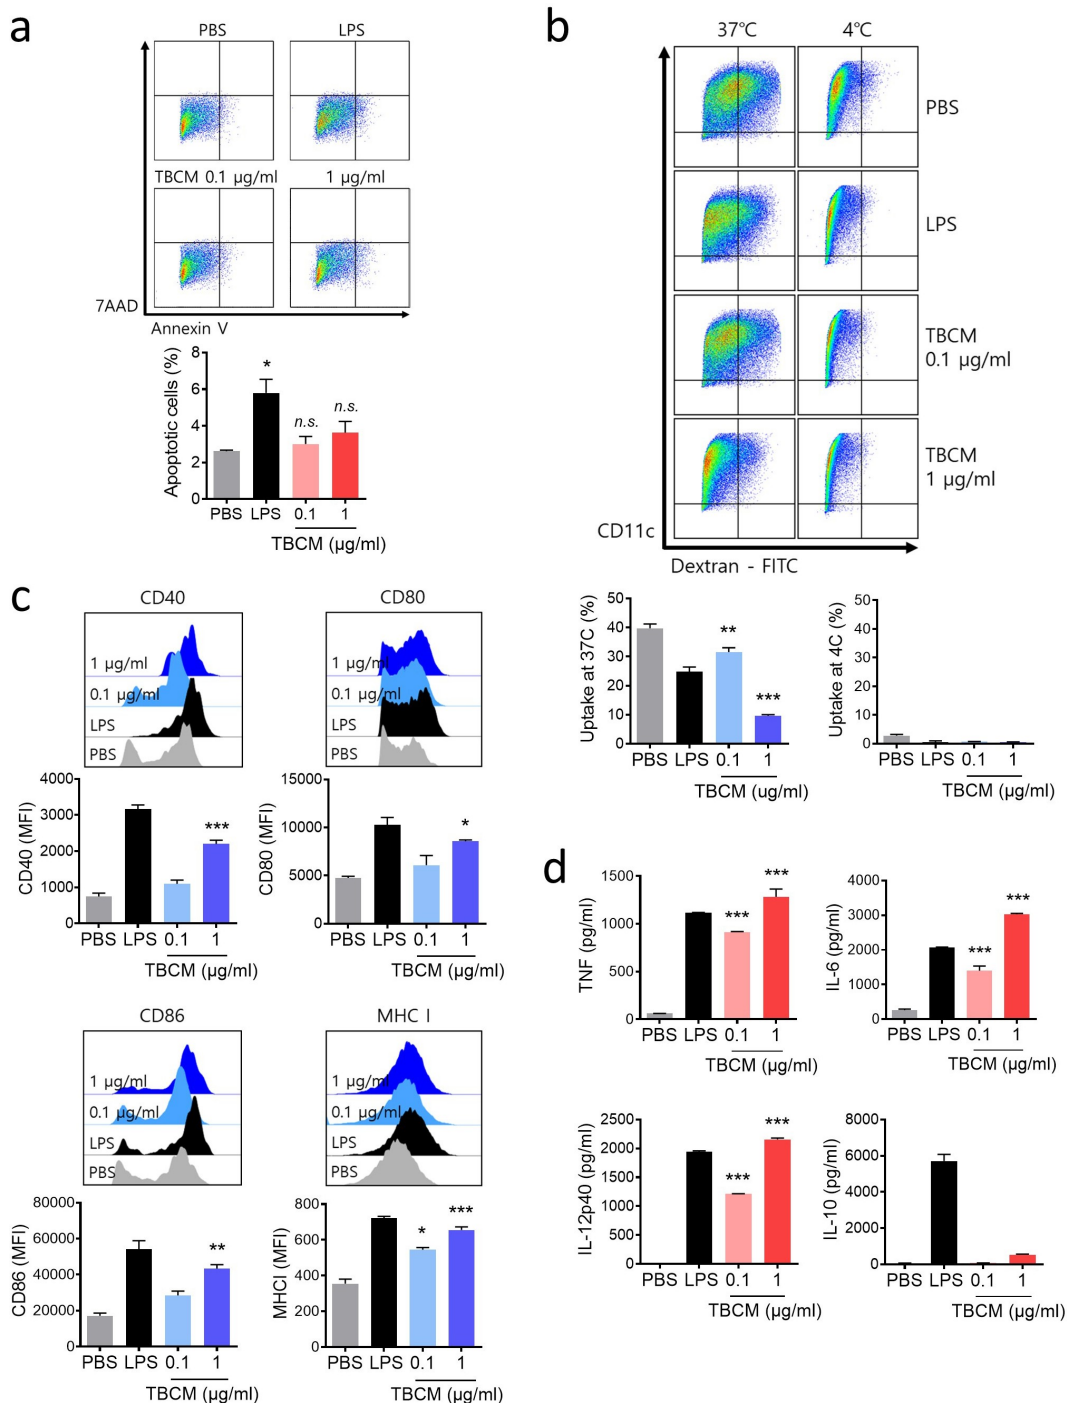 a
PBS
LPS
TBCM 0.1 μg/ml
1 μg/ml
7AAD
Annexin V
Apoptotic cells (%)
8
6
4
2
0
*
n.s.
n.s.
PBS
LPS
0.1
1
TBCM (μg/ml)
b
37℃
4℃
PBS
LPS
TBCM
0.1 μg/ml
TBCM
1 μg/ml
CD11c
Dextran - FITC
Uptake at 37C (%)
50
40
30
20
10
0
**
***
PBS
LPS
0.1
1
TBCM (ug/ml)
Uptake at 4C (%)
50
40
30
20
10
0
PBS
LPS
0.1
1
TBCM (μg/ml)
c
CD40
1 μg/ml
0.1 μg/ml
LPS
PBS
CD40 (MFI)
4000
3000
2000
1000
0
***
PBS
LPS
0.1
1
TBCM (μg/ml)
CD80
1 μg/ml
0.1 μg/ml
LPS
PBS
CD80 (MFI)
15000
10000
5000
0
*
PBS
LPS
0.1
1
TBCM (μg/ml)
CD86
1 μg/ml
0.1 μg/ml
LPS
PBS
CD86 (MFI)
80000
60000
40000
20000
0
**
PBS
LPS
0.1
1
TBCM (μg/ml)
MHC I
1 μg/ml
0.1 μg/ml
LPS
PBS
MHCI (MFI)
800
600
400
200
0
*
***
PBS
LPS
0.1
1
TBCM (μg/ml)
d
TNF (pg/ml)
1500
1000
500
0
***
***
PBS
LPS
0.1
1
TBCM (μg/ml)
IL-6 (pg/ml)
4000
3000
2000
1000
0
***
***
PBS
LPS
0.1
1
TBCM (μg/ml)
IL-12p40 (pg/ml)
2500
2000
1500
1000
500
0
***
***
PBS
LPS
0.1
1
TBCM (μg/ml)
IL-10 (pg/ml)
8000
6000
4000
2000
0
PBS
LPS
0.1
1
TBCM (μg/ml)